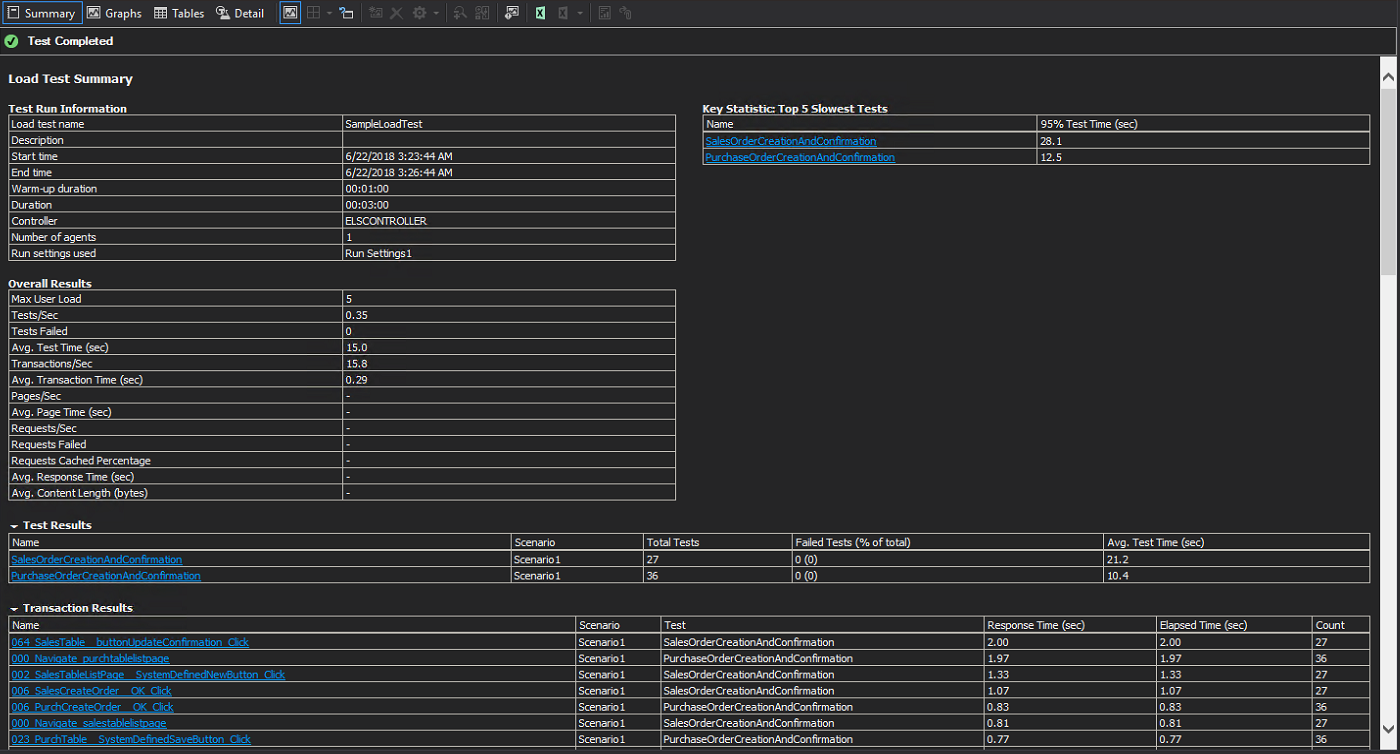 Summary Graphs Tables Detail
Test Completed
Load Test Summary
Test Run Information
Load test name SampleLoadTest
Description
Start time 6/22/2018 3:23:44 AM
End time 6/22/2018 3:26:44 AM
Warm-up duration 00:01:00
Duration 00:03:00
Controller ELSCONTROLLER
Number of agents 1
Run settings used Run Settings1
Key Statistic: Top 5 Slowest Tests
Name 95% Test Time (sec)
SalesOrderCreationAndConfirmation 28.1
PurchaseOrderCreationAndConfirmation 12.5
Overall Results
Max User Load 5
Tests/Sec 0.35
Tests Failed 0
Avg. Test Time (sec) 15.0
Transactions/Sec 15.8
Avg. Transaction Time (sec) 0.29
Pages/Sec -
Avg. Page Time (sec) -
Requests/Sec -
Requests Failed -
Requests Cached Percentage -
Avg. Response Time (sec) -
Avg. Content Length (bytes) -
Test Results
Name Scenario Total Tests Failed Tests (% of total) Avg. Test Time (sec)
SalesOrderCreationAndConfirmation Scenario1 27 0 (0) 21.2
PurchaseOrderCreationAndConfirmation Scenario1 36 0 (0) 10.4
Transaction Results
Name Scenario Test Response Time (sec) Elapsed Time (sec) Count
064_SalesTable__buttonUpdateConfirmation_Click Scenario1 SalesOrderCreationAndConfirmation 2.00 2.00 27
000_Navigate_purchtablelistpage Scenario1 PurchaseOrderCreationAndConfirmation 1.97 1.97 36
002_SalesTableListPage__SystemDefinedNewButton_Click Scenario1 SalesOrderCreationAndConfirmation 1.33 1.33 27
006_SalesCreateOrder__OK_Click Scenario1 SalesOrderCreationAndConfirmation 1.07 1.07 27
006_PurchCreateOrder__OK_Click Scenario1 PurchaseOrderCreationAndConfirmation 0.83 0.83 36
000_Navigate_salestablelistpage Scenario1 SalesOrderCreationAndConfirmation 0.81 0.81 27
023_PurchTable__SystemDefinedSaveButton_Click Scenario1 PurchaseOrderCreationAndConfirmation 0.77 0.77 36